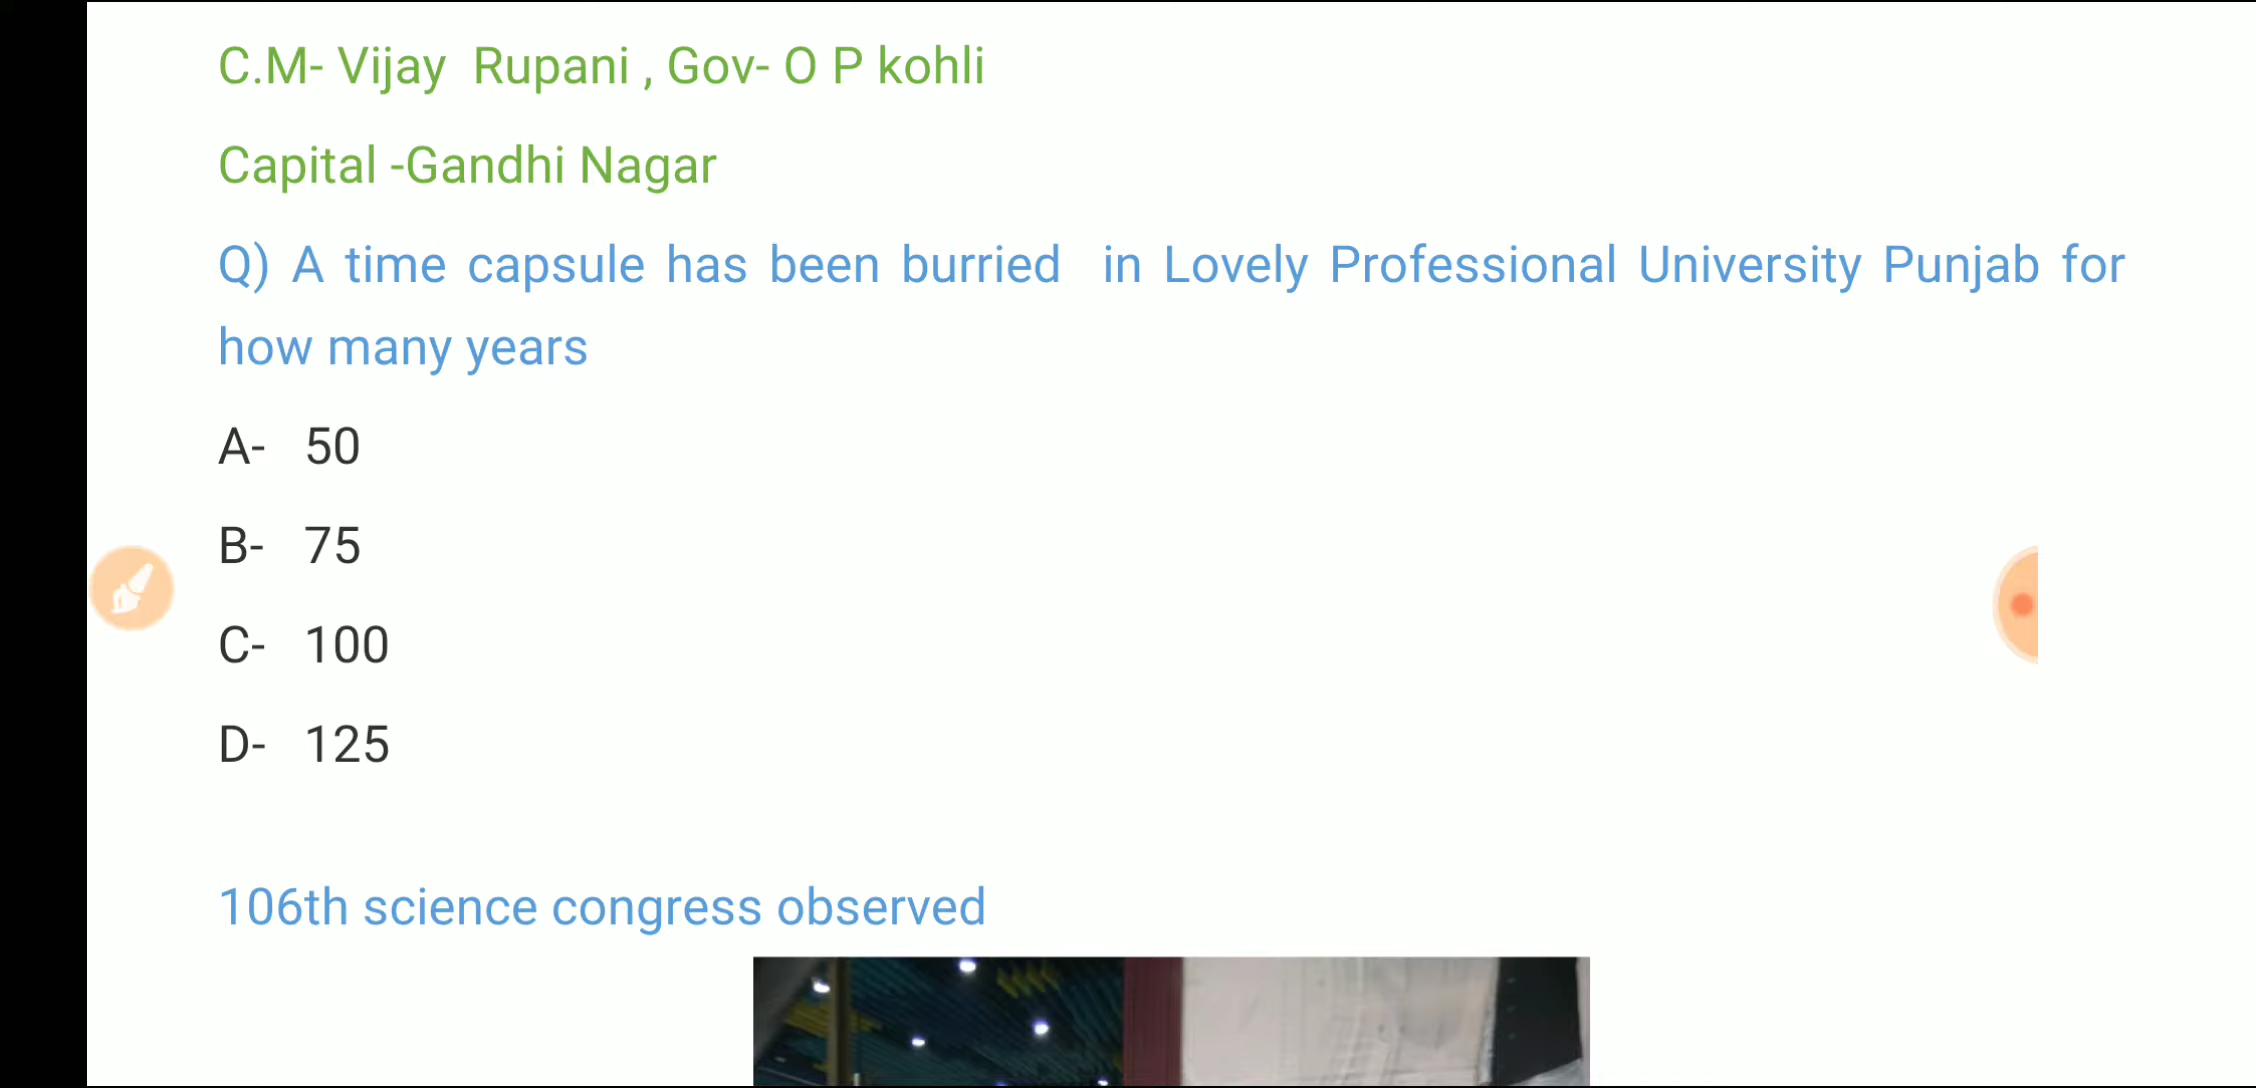 C.M- Vijay Rupani , Gov- O P kohli
Capital -Gandhi Nagar
Q) A time capsule has been burried in Lovely Professional University Punjab for
how many years
A- 50
B- 75
C- 100
D- 125
106th science congress observed